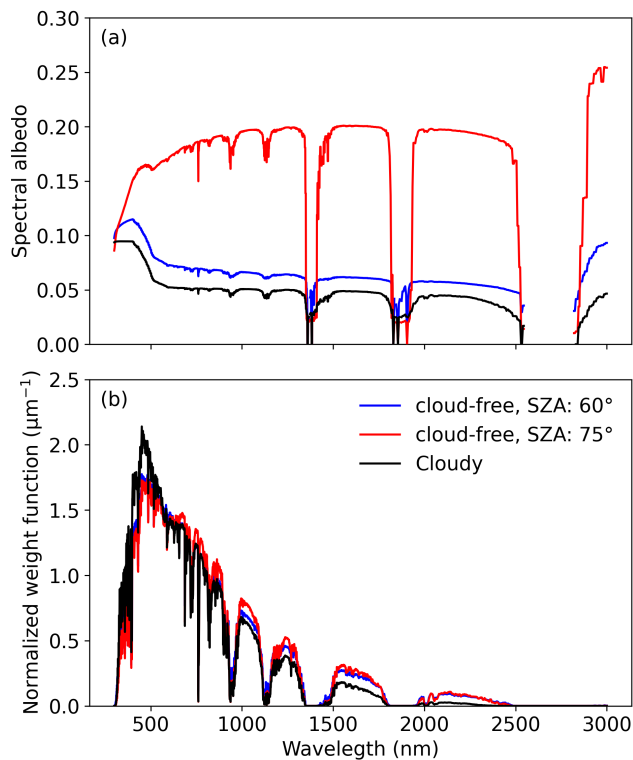 0.30
(a)
0.25
0.20
0.15
0.10
0.05
0.00
Spectral albedo
2.5
(b)
cloud-free, SZA: 60°
cloud-free, SZA: 75°
Cloudy
2.0
1.5
1.0
0.5
0.0
Normalized weight function (μm⁻¹)
500 1000 1500 2000 2500 3000
Wavelegth (nm)